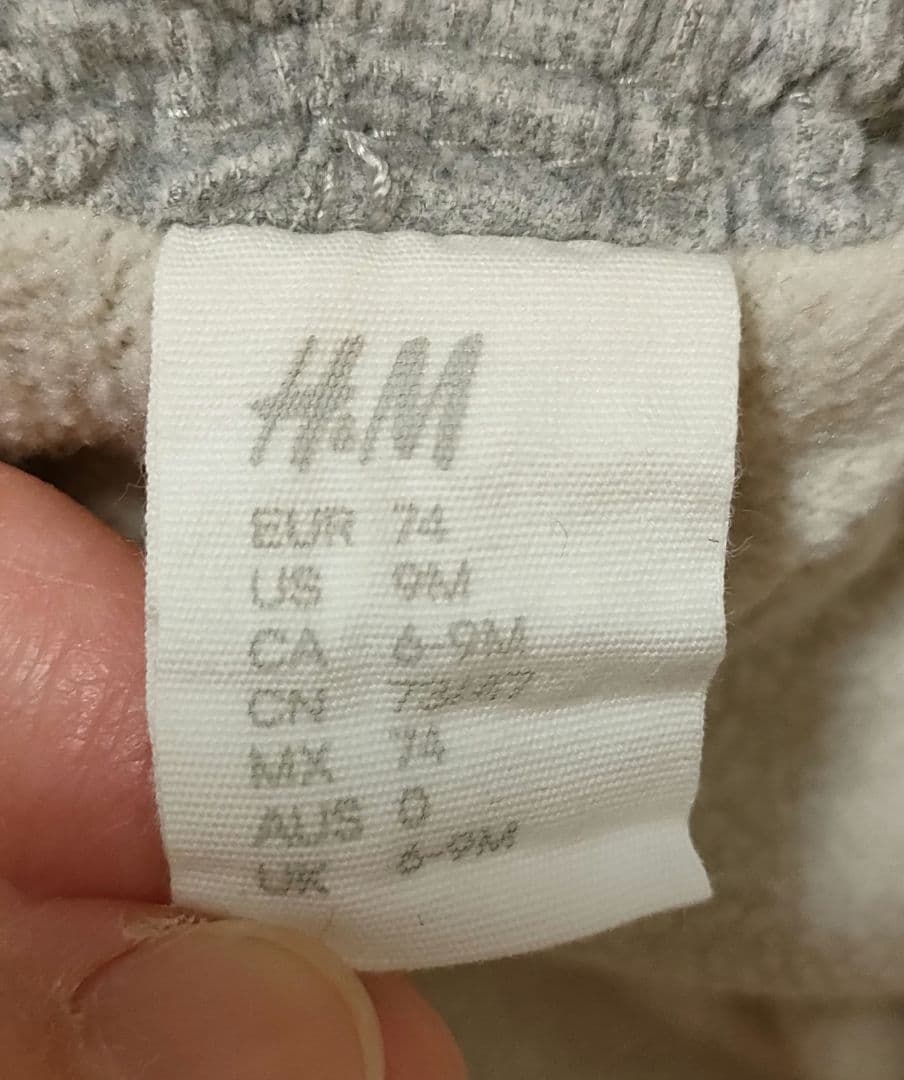 H&M
EUR 74
US 9M
CA 6-9M
CN 73/47
MX 74
AUS 0
UK 6-9M